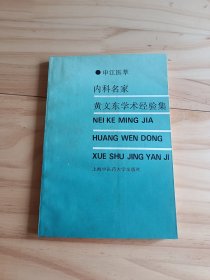 ●申江医萃
内科名家
黄文东学术经验集
NEI KE MING JIA
HUANG WEN DONG
XUE SHU JING YAN JI
上海中医药大学出版社